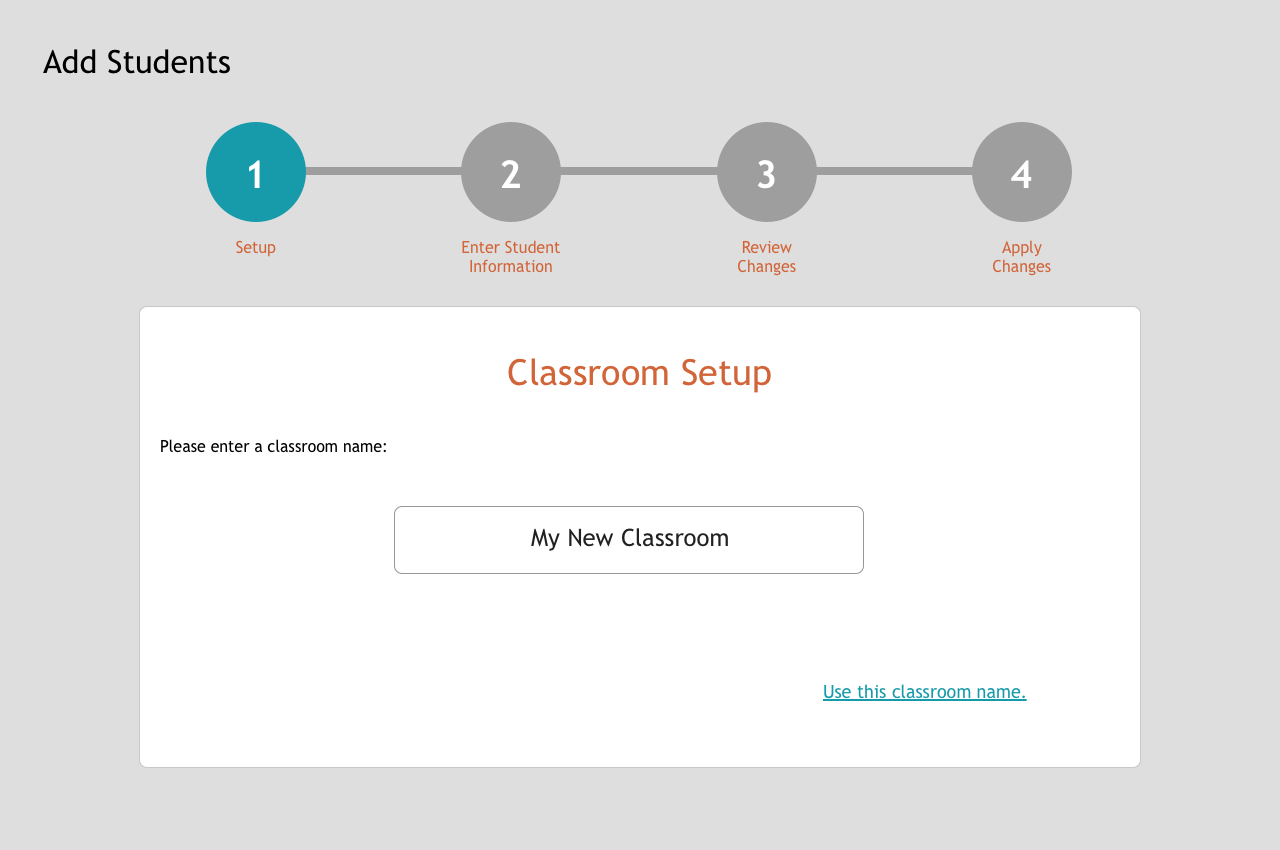 Add Students
1
2
3
4
Setup
Enter Student
Information
Review
Changes
Apply
Changes
Classroom Setup
Please enter a classroom name:
My New Classroom
Use this classroom name.